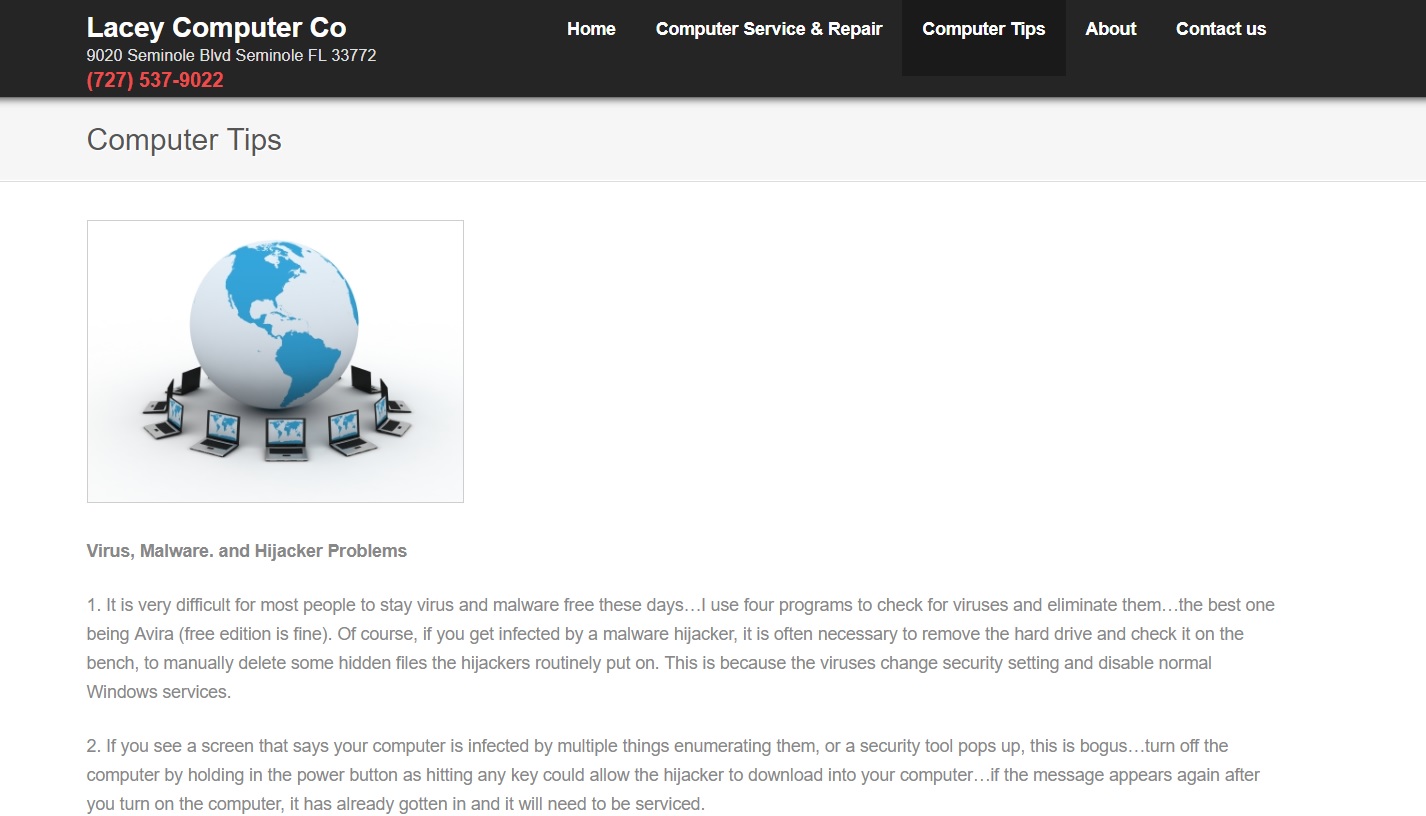 Lacey Computer Co
9020 Seminole Blvd Seminole FL 33772
(727) 537-9022
Home
Computer Service & Repair
Computer Tips
About
Contact us
Computer Tips
Virus, Malware. and Hijacker Problems
1. It is very difficult for most people to stay virus and malware free these days…I use four programs to check for viruses and eliminate them…the best one
being Avira (free edition is fine). Of course, if you get infected by a malware hijacker, it is often necessary to remove the hard drive and check it on the
bench, to manually delete some hidden files the hijackers routinely put on. This is because the viruses change security setting and disable normal
Windows services.
2. If you see a screen that says your computer is infected by multiple things enumerating them, or a security tool pops up, this is bogus…turn off the
computer by holding in the power button as hitting any key could allow the hijacker to download into your computer…if the message appears again after
you turn on the computer, it has already gotten in and it will need to be serviced.